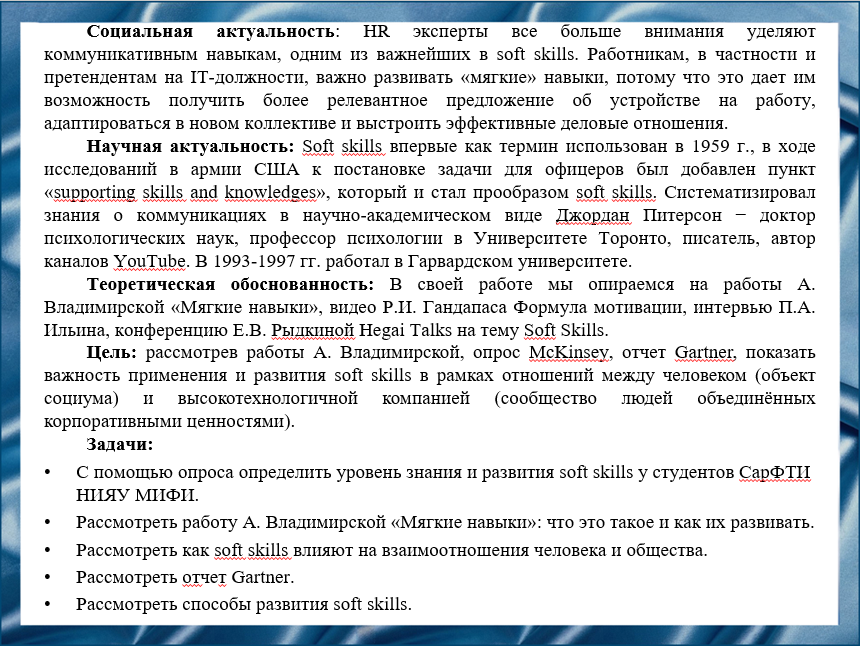 Социальная актуальность: HR эксперты все больше внимания уделяют
коммуникативным навыкам, одним из важнейших в soft skills. Работникам, в частности и
претендентам на IT-должности, важно развивать «мягкие» навыки, потому что это дает им
возможность получить более релевантное предложение об устройстве на работу,
адаптироваться в новом коллективе и выстроить эффективные деловые отношения.
Научная актуальность: Soft skills впервые как термин использован в 1959 г., в ходе
исследований в армии США к постановке задачи для офицеров был добавлен пункт
«supporting skills and knowledges», который и стал прообразом soft skills. Систематизировал
знания о коммуникациях в научно-академическом виде Джордан Питерсон − доктор
психологических наук, профессор психологии в Университете Торонто, писатель, автор
каналов YouTube. В 1993-1997 гг. работал в Гарвардском университете.
Теоретическая обоснованность: В своей работе мы опираемся на работы А.
Владимирской «Мягкие навыки», видео Р.И. Гандапаса Формула мотивации, интервью П.А.
Ильина, конференцию Е.В. Рыдкиной Hegai Talks на тему Soft Skills.
Цель: рассмотрев работы А. Владимирской, опрос McKinsey, отчет Gartner, показать
важность применения и развития soft skills в рамках отношений между человеком (объект
социума) и высокотехнологичной компанией (сообщество людей объединённых
корпоративными ценностями).
Задачи:
• С помощью опроса определить уровень знания и развития soft skills у студентов СарФТИ
НИЯУ МИФИ.
• Рассмотреть работу А. Владимирской «Мягкие навыки»: что это такое и как их развивать.
• Рассмотреть как soft skills влияют на взаимоотношения человека и общества.
• Рассмотреть отчет Gartner.
• Рассмотреть способы развития soft skills.